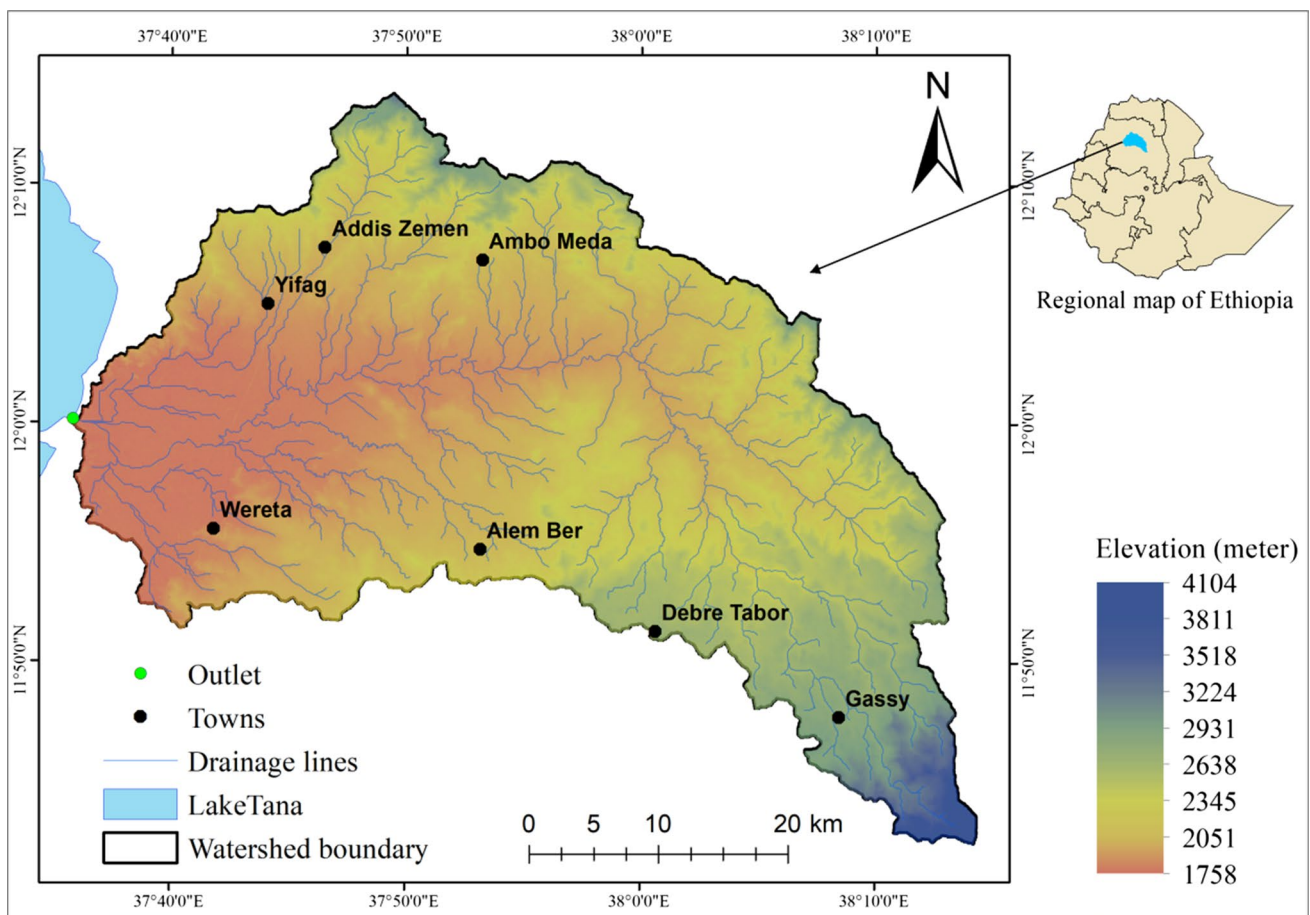 37°40'0"E 37°50'0"E 38°0'0"E 38°10'0"E
N
12°10'0"N
12°10'0"N
Addis Zemen
Ambo Meda
Yifag
Regional map of Ethiopia
12°0'0"N
12°0'0"N
Wereta
Alem Ber
Elevation (meter)
4104
3811
3518
3224
2931
2638
2345
2051
1758
Debre Tabor
11°50'0"N
11°50'0"N
Gassy
Outlet
Towns
Drainage lines
LakeTana
Watershed boundary
0 5 10 20 km
37°40'0"E 37°50'0"E 38°0'0"E 38°10'0"E